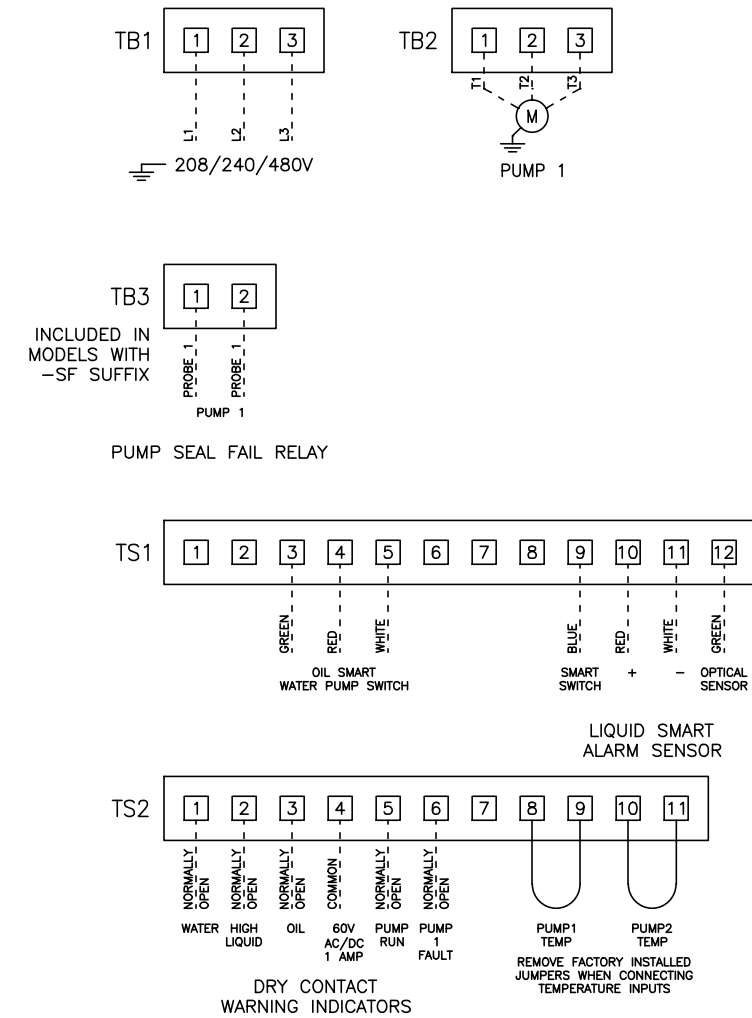 TB1 1 2 3
L1 L2 L3
208/240/480V
TB2 1 2 3
T1 T2 T3
M
PUMP 1
TB3 1 2
INCLUDED IN
MODELS WITH
-SF SUFFIX
PROBE 1 PROBE 1
PUMP 1
PUMP SEAL FAIL RELAY
TS1 1 2 3 4 5 6 7 8 9 10 11 12
GREEN RED WHITE BLUE RED WHITE GREEN
OIL SMART
WATER PUMP SWITCH
SMART
SWITCH
+
-
OPTICAL
SENSOR
LIQUID SMART
ALARM SENSOR
TS2 1 2 3 4 5 6 7 8 9 10 11
NORMALLY
OPEN
NORMALLY
OPEN
NORMALLY
OPEN
COMMON
NORMALLY
OPEN
NORMALLY
OPEN
WATER
HIGH
LIQUID
OIL
60V
AC/DC
1 AMP
PUMP
RUN
PUMP
1
FAULT
PUMP1
TEMP
PUMP2
TEMP
REMOVE FACTORY INSTALLED
JUMPERS WHEN CONNECTING
TEMPERATURE INPUTS
DRY CONTACT
WARNING INDICATORS